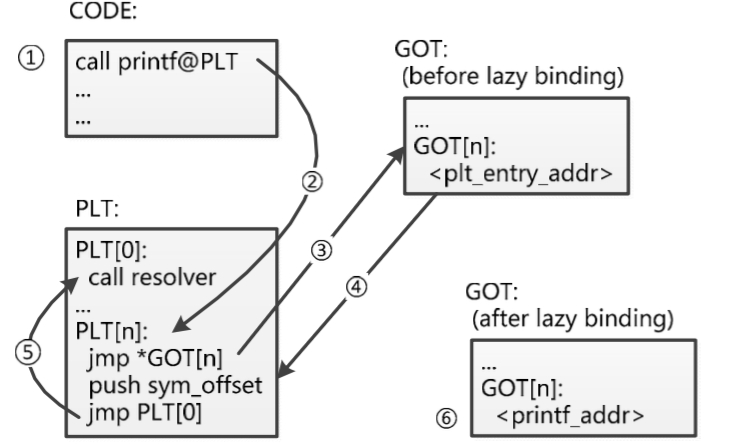 CODE:
①
call printf@PLT
...
...
②
PLT:
PLT[0]:
call resolver
...
PLT[n]:
jmp *GOT[n]
push sym_offset
jmp PLT[0]
⑤
③
④
GOT:
(before lazy binding)
...
GOT[n]:
<plt_entry_addr>
GOT:
(after lazy binding)
...
GOT[n]:
<printf_addr>
⑥